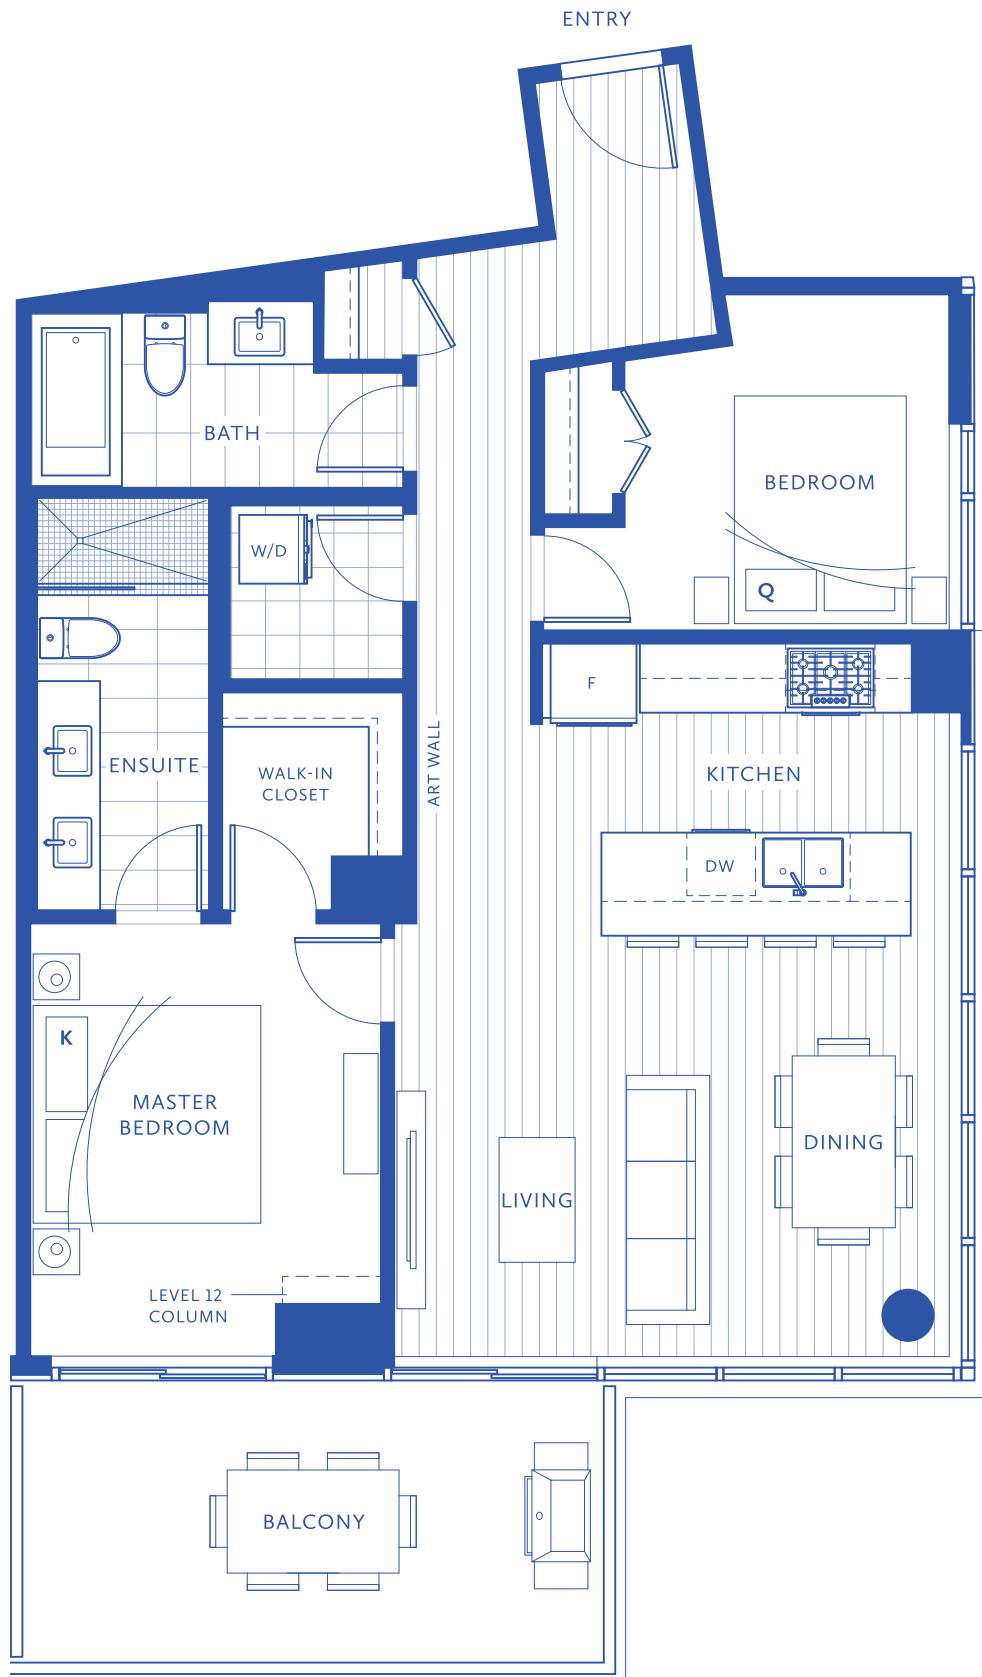 ENTRY
BATH
BEDROOM
Q
W/D
F
ART WALL
ENSUITE
WALK-IN
CLOSET
KITCHEN
DW
K
MASTER
BEDROOM
DINING
LIVING
LEVEL 12
COLUMN
BALCONY